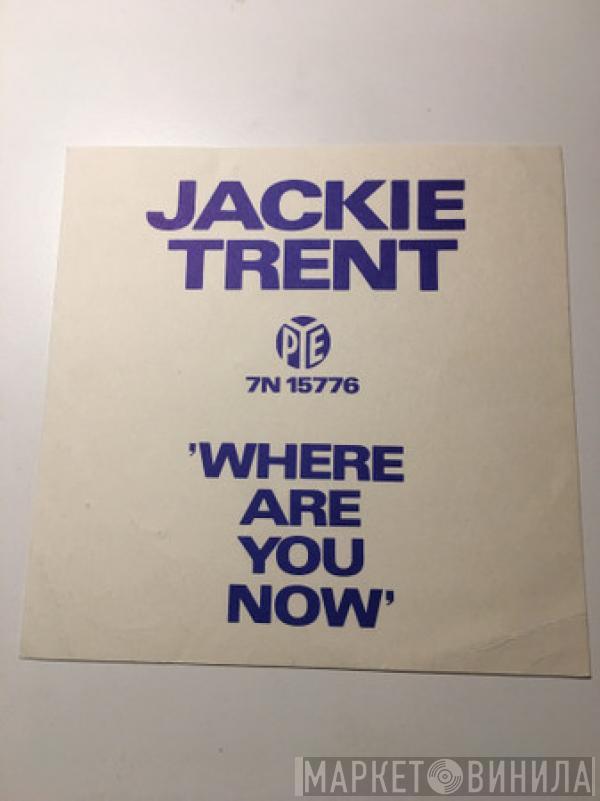 JACKIE
TRENT
PYE
7N 15776
'WHERE
ARE
YOU
NOW'
МАРКЕТ ВИНИЛА